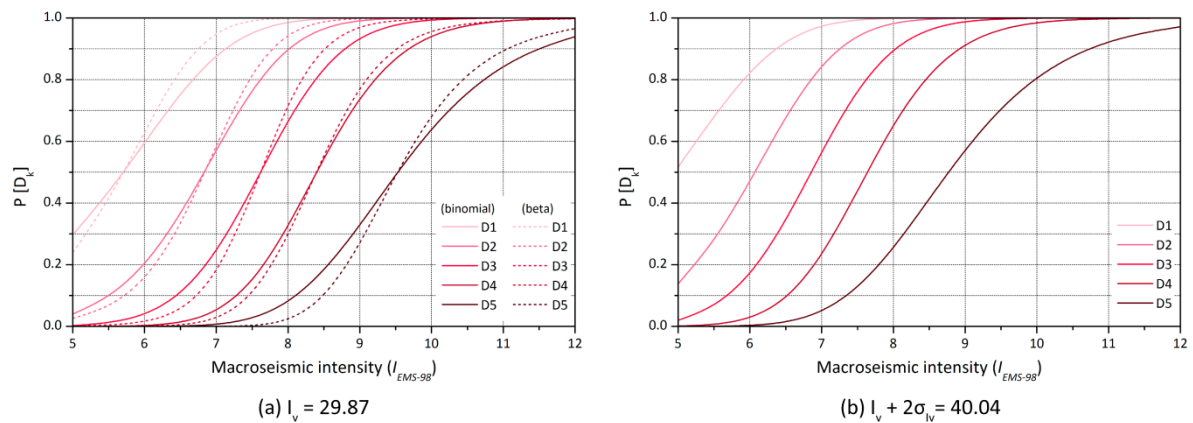 1.0
0.8
0.6
0.4
0.2
0.0
P [D_k]
(binomial) (beta)
D1 D1
D2 D2
D3 D3
D4 D4
D5 D5
5 6 7 8 9 10 11 12
Macroseismic intensity (I_EMS-98)
(a) I_v = 29.87
1.0
0.8
0.6
0.4
0.2
0.0
P [D_k]
D1
D2
D3
D4
D5
5 6 7 8 9 10 11 12
Macroseismic intensity (I_EMS-98)
(b) I_v + 2σ_Iv = 40.04